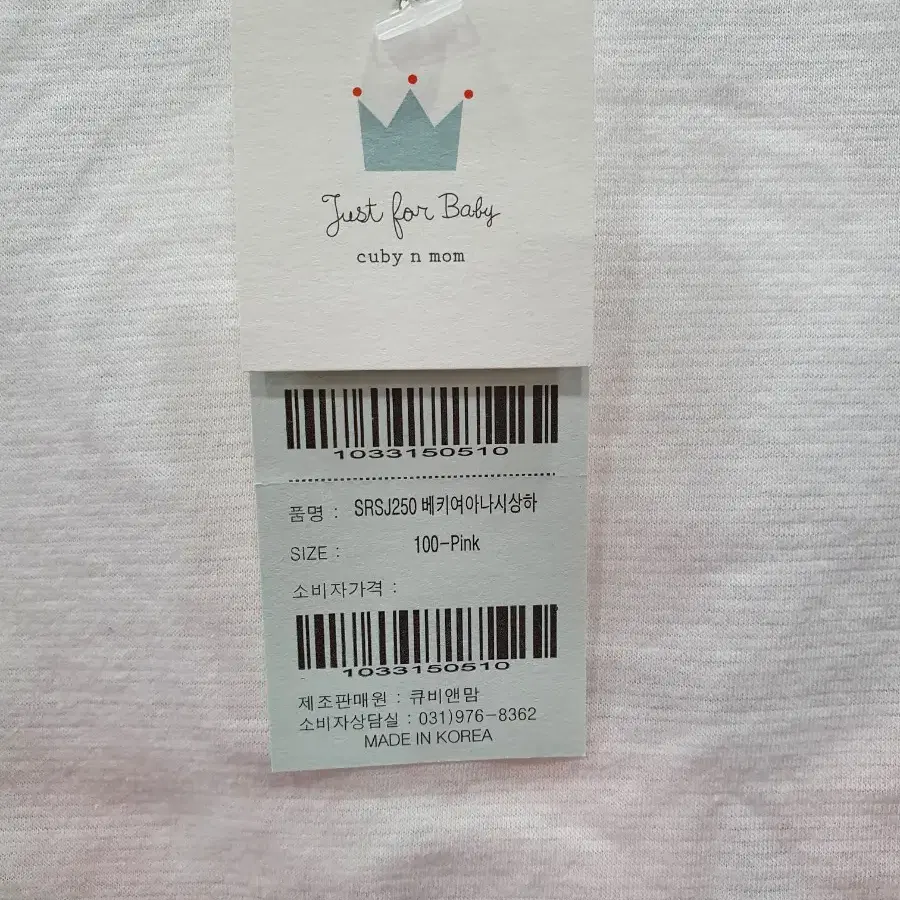 Just for Baby
cuby n mom
1033150510
품명 : SRSJ250 베키여아나시상하
SIZE : 100-Pink
소비자가격 :
1033150510
제조판매원 : 큐비앤맘
소비자상담실 : 031)976-8362
MADE IN KOREA